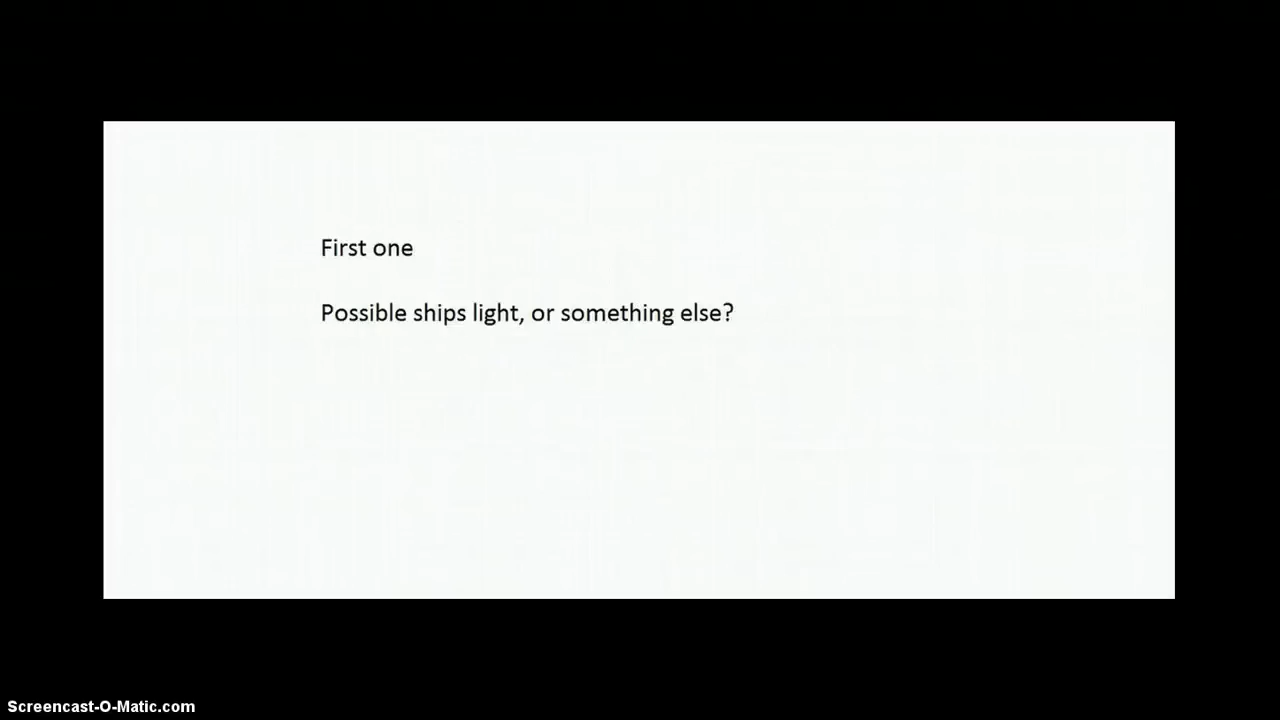 First one
Possible ships light, or something else?
Screencast-O-Matic.com